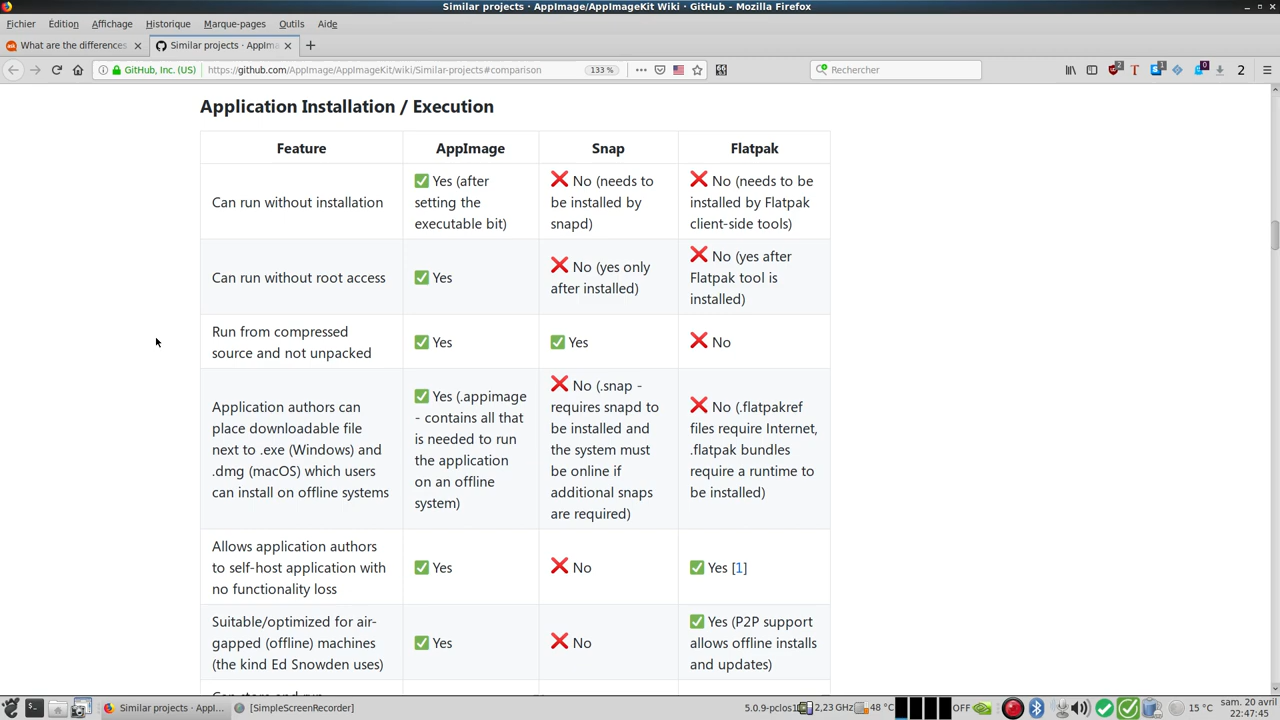 Similar projects · AppImage/AppImageKit Wiki · GitHub - Mozilla Firefox
Fichier Édition Affichage Historique Marque-pages Outils Aide
What are the differences Similar projects · AppIma
GitHub, Inc. (US) https://github.com/AppImage/AppImageKit/wiki/Similar-projects#comparison 133 % Rechercher 2
Application Installation / Execution
Feature AppImage Snap Flatpak
Can run without installation
Yes (after
setting the
executable bit)
No (needs to
be installed by
snapd)
No (needs to be
installed by Flatpak
client-side tools)
Can run without root access
Yes
No (yes only
after installed)
No (yes after
Flatpak tool is
installed)
Run from compressed
source and not unpacked
Yes
Yes
No
Application authors can
place downloadable file
next to .exe (Windows) and
.dmg (macOS) which users
can install on offline systems
Yes (.appimage
- contains all that
is needed to run
the application
on an offline
system)
No (.snap -
requires snapd to
be installed and
the system must
be online if
additional snaps
are required)
No (.flatpakref
files require Internet,
.flatpak bundles
require a runtime to
be installed)
Allows application authors
to self-host application with
no functionality loss
Yes
No
Yes [1]
Suitable/optimized for air-
gapped (offline) machines
(the kind Ed Snowden uses)
Yes
No
Yes (P2P support
allows offline installs
and updates)
Similar projects · AppI... [SimpleScreenRecorder] 5.0.9-pclos1 2,23 GHz 48 °C OFF 15 °C
sam. 20 avril
22:47:45